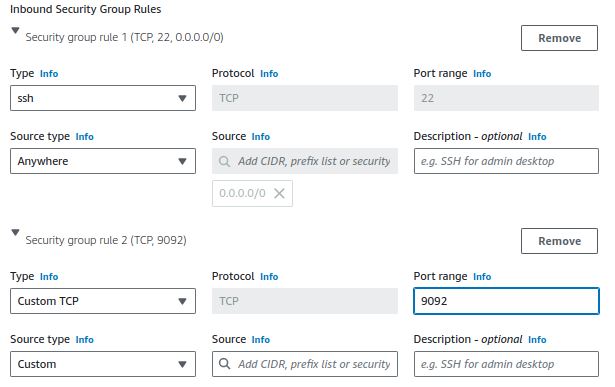 Inbound Security Group Rules
Security group rule 1 (TCP, 22, 0.0.0.0/0)
Remove
Type Info
Protocol Info
Port range Info
ssh
TCP
22
Source type Info
Source Info
Description - optional Info
Anywhere
Add CIDR, prefix list or security
e.g. SSH for admin desktop
0.0.0.0/0
Security group rule 2 (TCP, 9092)
Remove
Type Info
Protocol Info
Port range Info
Custom TCP
TCP
9092
Source type Info
Source Info
Description - optional Info
Custom
Add CIDR, prefix list or security
e.g. SSH for admin desktop